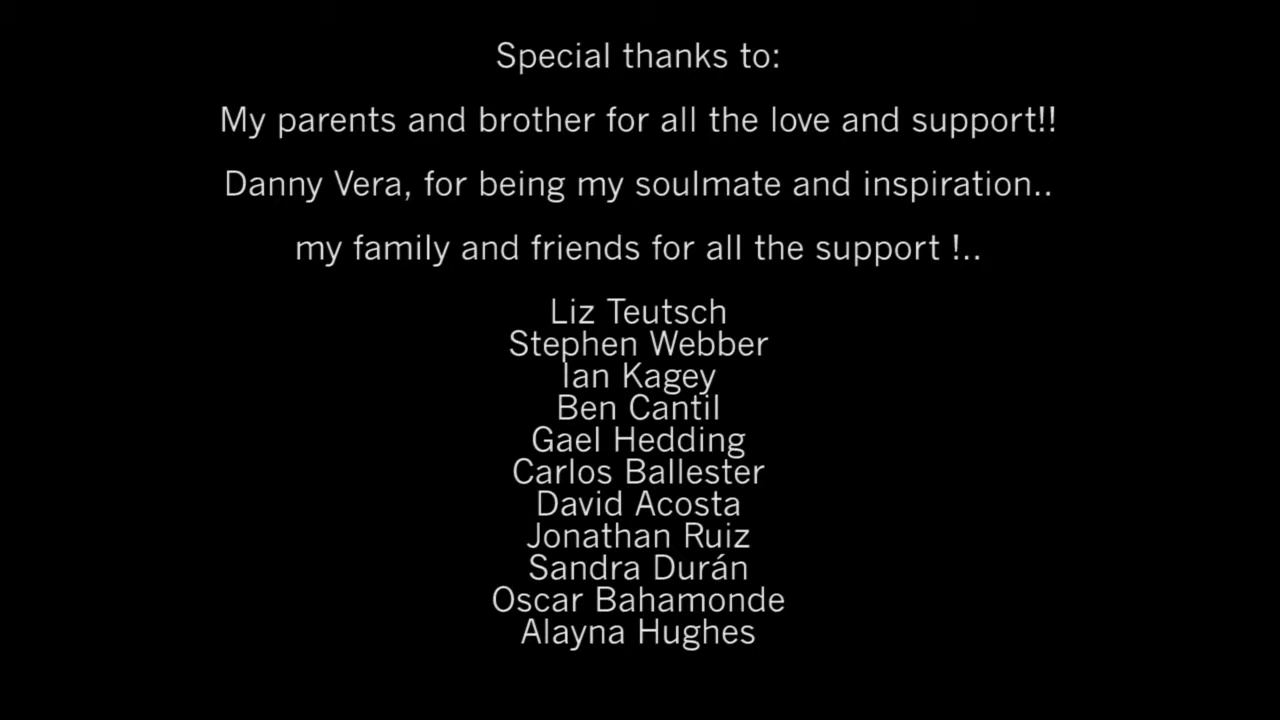 Special thanks to:
My parents and brother for all the love and support!!
Danny Vera, for being my soulmate and inspiration..
my family and friends for all the support !..
Liz Teutsch
Stephen Webber
Ian Kagey
Ben Cantil
Gael Hedding
Carlos Ballester
David Acosta
Jonathan Ruiz
Sandra Durán
Oscar Bahamonde
Alayna Hughes